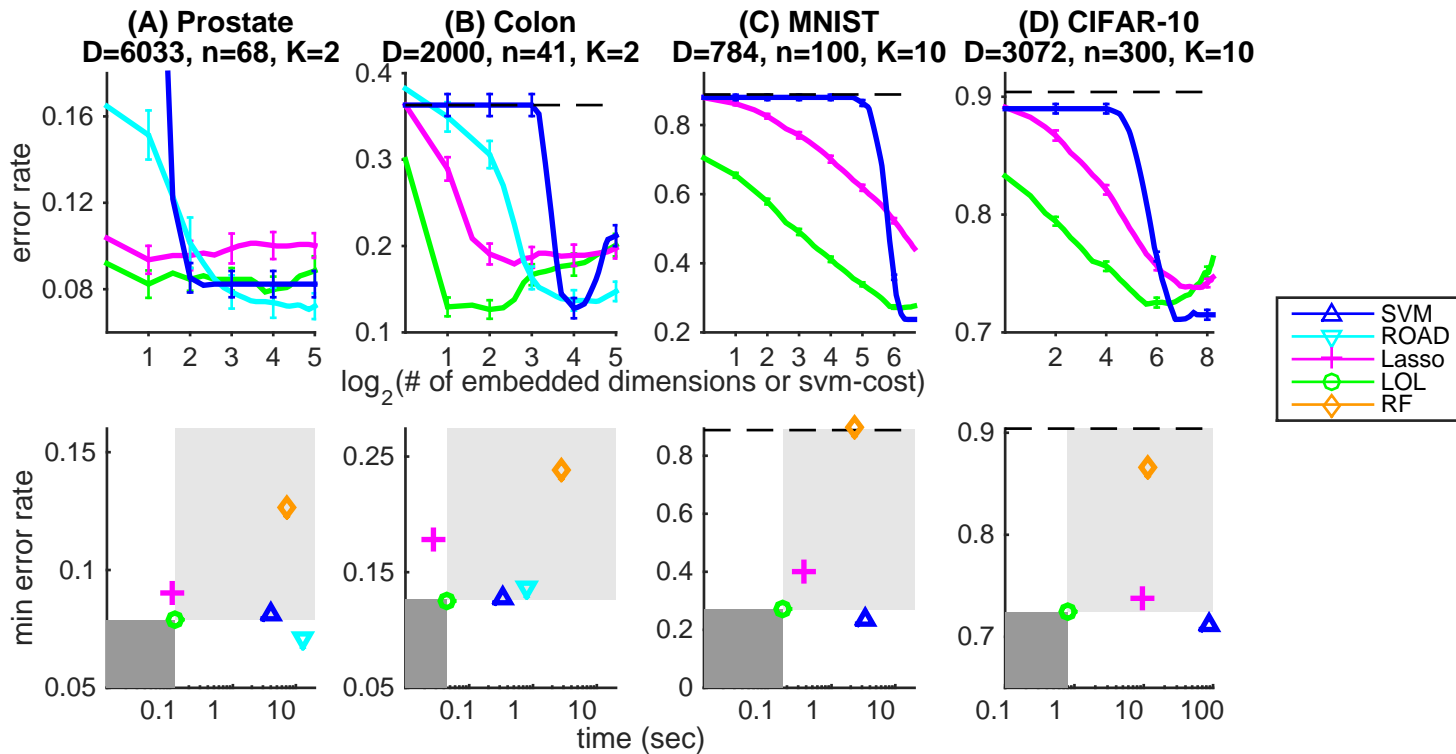 (A) Prostate
D=6033, n=68, K=2
(B) Colon
D=2000, n=41, K=2
(C) MNIST
D=784, n=100, K=10
(D) CIFAR-10
D=3072, n=300, K=10
error rate
0.16
0.12
0.08
1 2 3 4 5
0.4
0.3
0.2
0.1
1 2 3 4 5
0.8
0.6
0.4
0.2
1 2 3 4 5 6
0.9
0.8
0.7
2 4 6 8
log2(# of embedded dimensions or svm-cost)
SVM
ROAD
Lasso
LOL
RF
min error rate
0.15
0.1
0.05
0.1 1 10
0.25
0.15
0.05
0.1 1 10
0.8
0.6
0.4
0.2
0
0.1 1 10
0.9
0.8
0.7
0.1 1 10 100
time (sec)